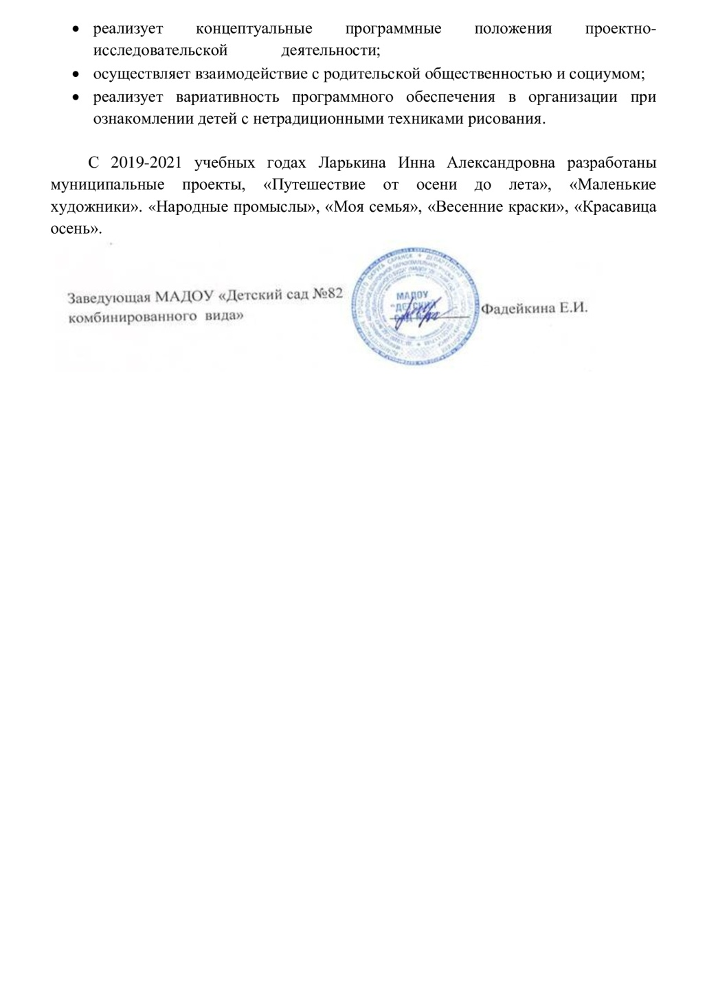 • реализует концептуальные программные положения проектно-
исследовательской деятельности;
• осуществляет взаимодействие с родительской общественностью и социумом;
• реализует вариативность программного обеспечения в организации при
ознакомлении детей с нетрадиционными техниками рисования.
С 2019-2021 учебных годах Ларькина Инна Александровна разработаны
муниципальные проекты, «Путешествие от осени до лета», «Маленькие
художники». «Народные промыслы», «Моя семья», «Весенние краски», «Красавица
осень».
Заведующая МАДОУ «Детский сад №82
комбинированного вида»
МАДОУ
"ДЕТСКИЙ
Фадейкина Е.И.